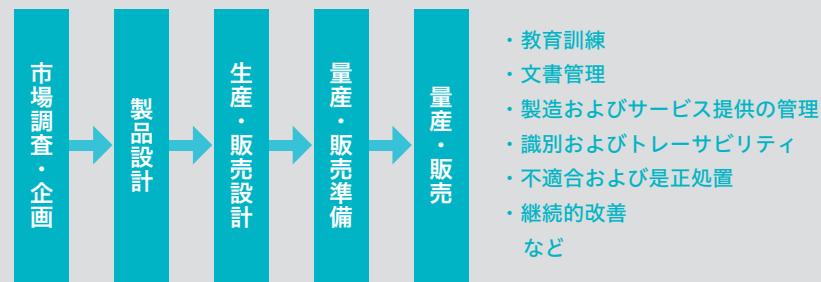 市場調査・企画
製品設計
生産・販売設計
量産・販売準備
量産・販売
・教育訓練
・文書管理
・製造およびサービス提供の管理
・識別およびトレーサビリティ
・不適合および是正処置
・継続的改善
など